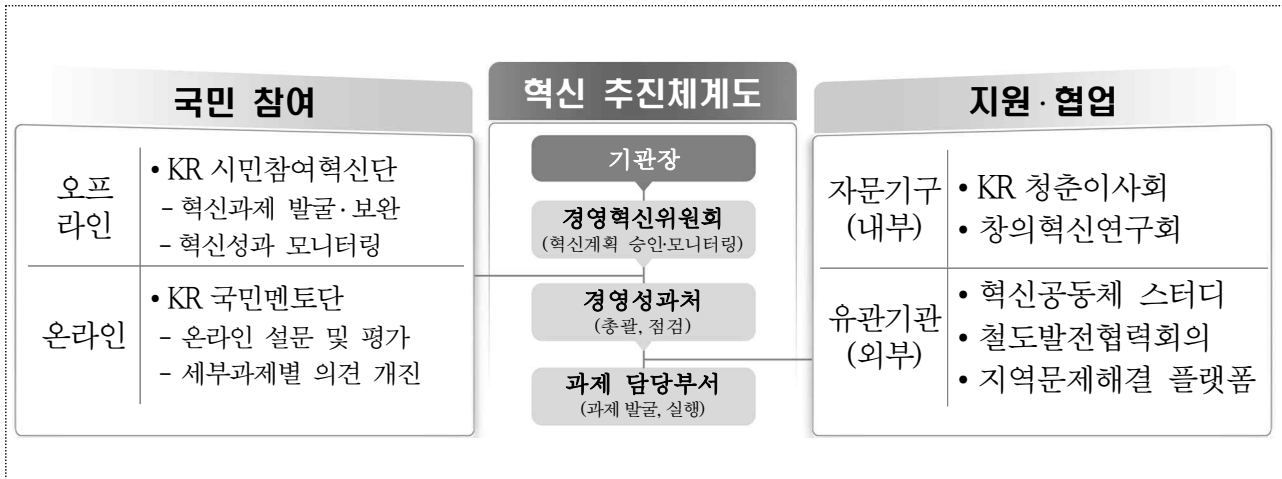 국민 참여
오프
라인
• KR 시민참여혁신단
- 혁신과제 발굴·보완
- 혁신성과 모니터링
온라인
• KR 국민멘토단
- 온라인 설문 및 평가
- 세부과제별 의견 개진
혁신 추진체계도
기관장
경영혁신위원회
(혁신계획 승인·모니터링)
경영성과처
(총괄, 점검)
과제 담당부서
(과제 발굴, 실행)
지원·협업
자문기구
(내부)
• KR 청춘이사회
• 창의혁신연구회
유관기관
(외부)
• 혁신공동체 스터디
• 철도발전협력회의
• 지역문제해결 플랫폼